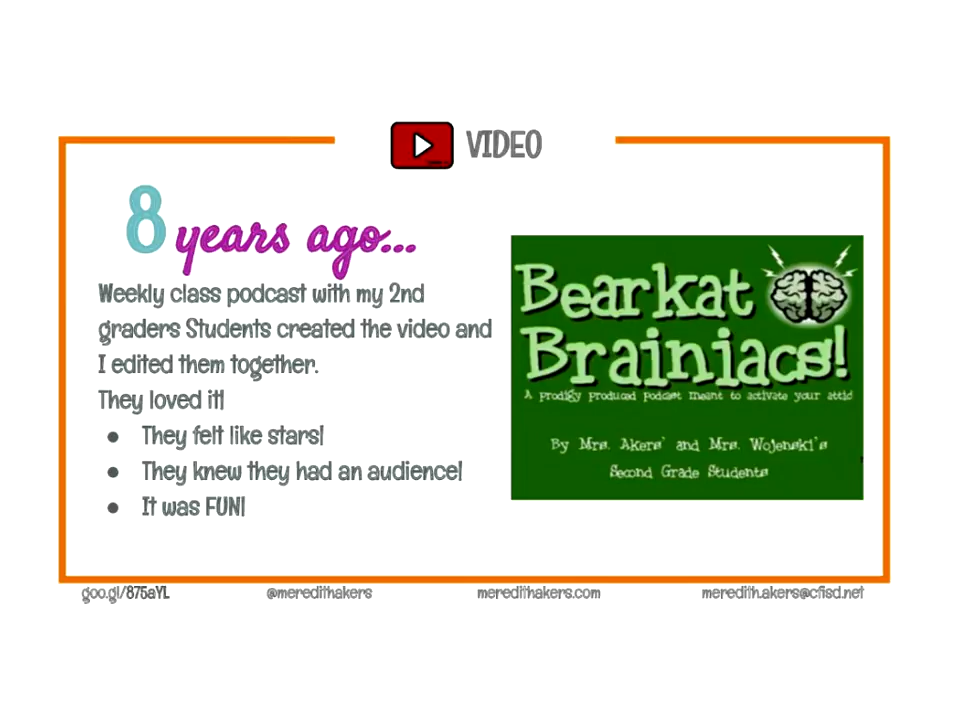 VIDEO
8 years ago...
Weekly class podcast with my 2nd
graders Students created the video and
I edited them together.
They loved it!
● They felt like stars!
● They knew they had an audience!
● It was FUN!
Bearkat
Brainiacs!
A prodigy produced podcast meant to activate your attic
By Mrs. Akers' and Mrs. Wojenski's
Second Grade Students
goo.gl/875aYL @meredithakers meredithakers.com meredith.akers@cfisd.net